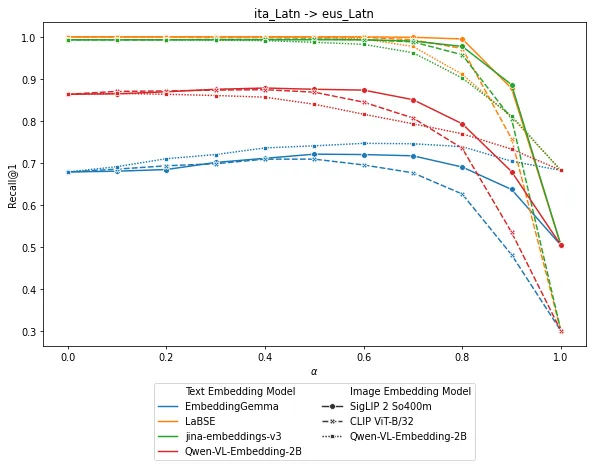 ita_Latn -> eus_Latn
Recall@1
1.0
0.9
0.8
0.7
0.6
0.5
0.4
0.3
0.0 0.2 0.4 0.6 0.8 1.0
α
Text Embedding Model Image Embedding Model
EmbeddingGemma SigLIP 2 So400m
LaBSE CLIP ViT-B/32
jina-embeddings-v3 Qwen-VL-Embedding-2B
Qwen-VL-Embedding-2B